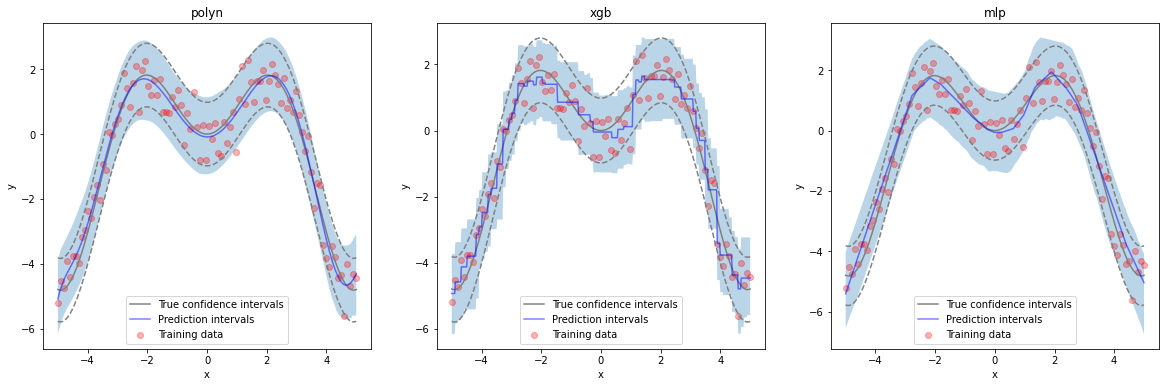 polyn
y
2
0
−2
−4
−6
−4
−2
0
2
4
x
True confidence intervals
Prediction intervals
Training data
xgb
y
2
0
−2
−4
−6
−4
−2
0
2
4
x
True confidence intervals
Prediction intervals
Training data
mlp
y
2
0
−2
−4
−6
−4
−2
0
2
4
x
True confidence intervals
Prediction intervals
Training data